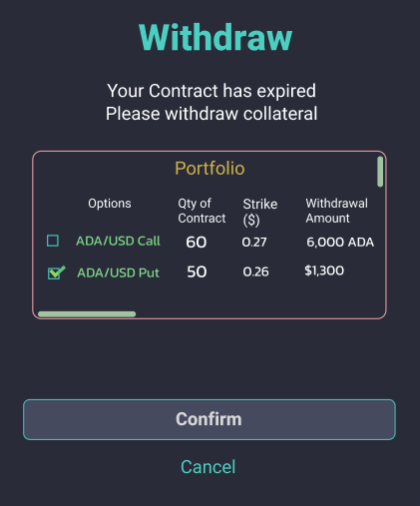 Withdraw
Your Contract has expired
Please withdraw collateral
Portfolio
Options Qty of Contract Strike ($) Withdrawal Amount
ADA/USD Call 60 0.27 6,000 ADA
ADA/USD Put 50 0.26 $1,300
Confirm
Cancel